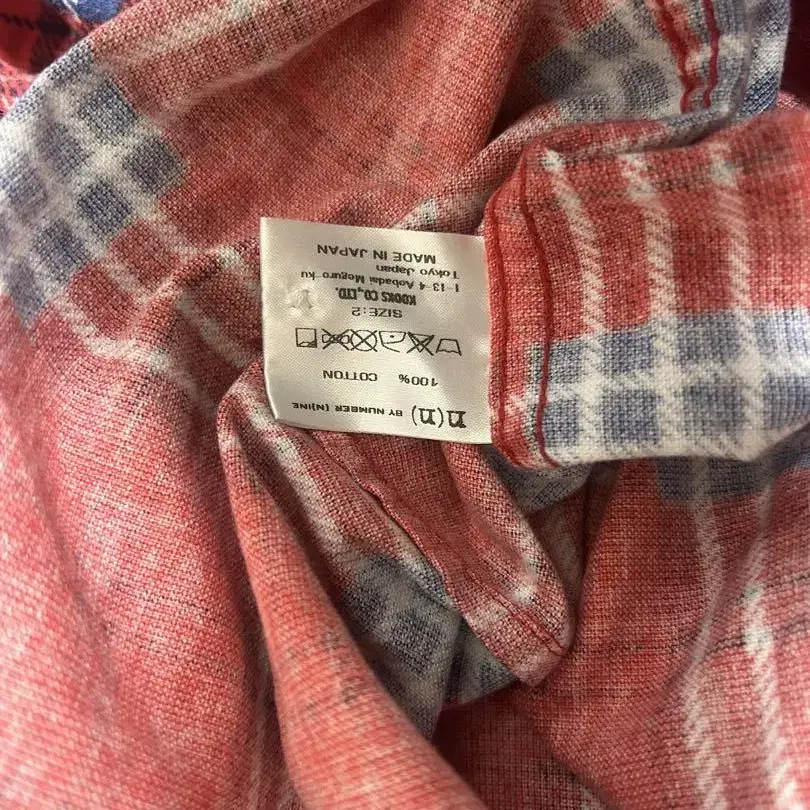 n(n) BY NUMBER (N)INE
100% COTTON
SIZE:2
KOOKS CO.,LTD.
1-13-4 Aobadai Meguro-ku
Tokyo Japan
MADE IN JAPAN